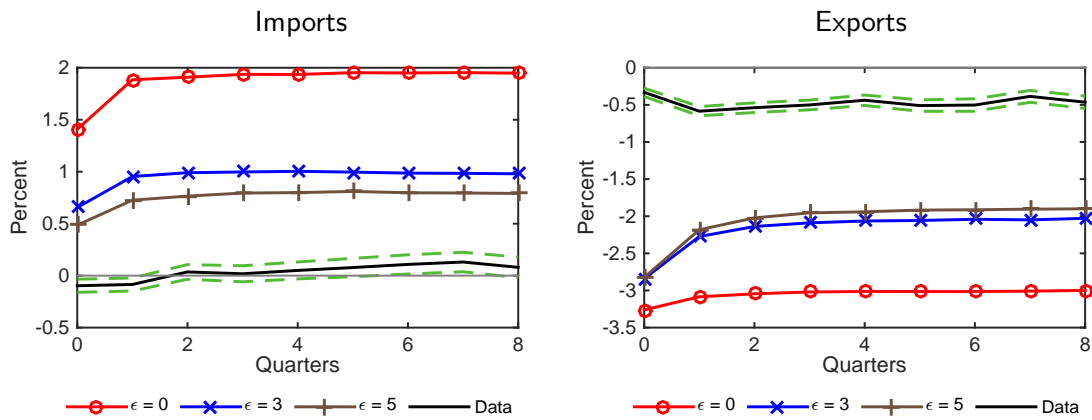 Imports
Percent
2
1.5
1
0.5
0
-0.5
0 2 4 6 8
Quarters
ϵ = 0 ϵ = 3 ϵ = 5 Data
Exports
Percent
0
-0.5
-1
-1.5
-2
-2.5
-3
-3.5
0 2 4 6 8
Quarters
ϵ = 0 ϵ = 3 ϵ = 5 Data